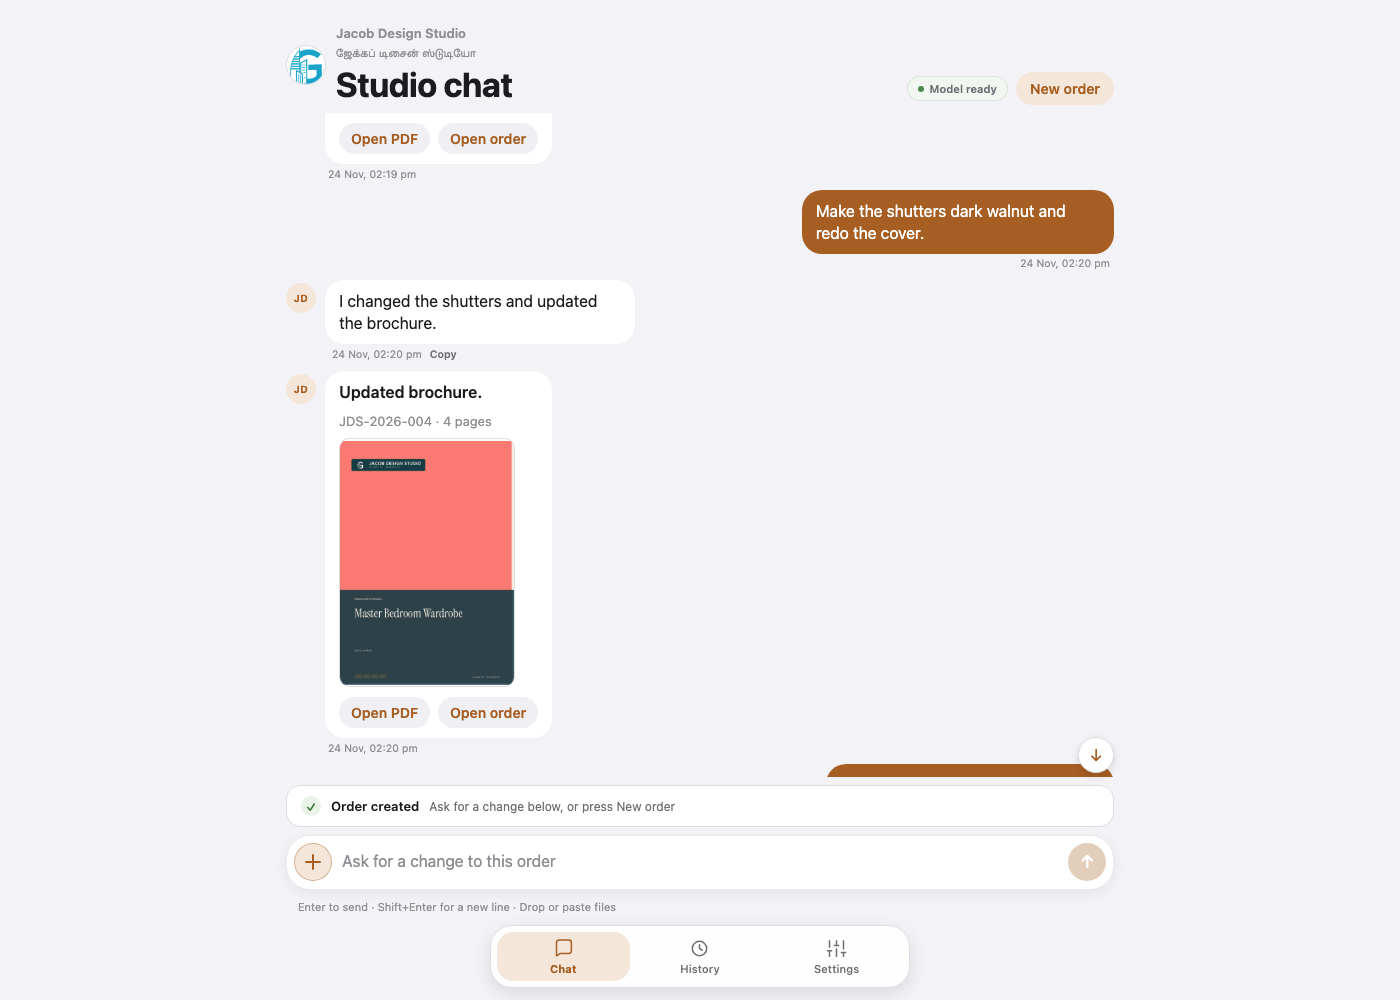 Jacob Design Studio
ஜேக்கப் டிசைன் ஸ்டுடியோ
Studio chat
Model ready
New order
Open PDF
Open order
24 Nov, 02:19 pm
Make the shutters dark walnut and
redo the cover.
24 Nov, 02:20 pm
JD
I changed the shutters and updated
the brochure.
24 Nov, 02:20 pm Copy
JD
Updated brochure.
JDS-2026-004 · 4 pages
JACOB DESIGN STUDIO
Master Bedroom Wardrobe
Open PDF
Open order
24 Nov, 02:20 pm
Order created Ask for a change below, or press New order
Ask for a change to this order
Enter to send · Shift+Enter for a new line · Drop or paste files
Chat
History
Settings